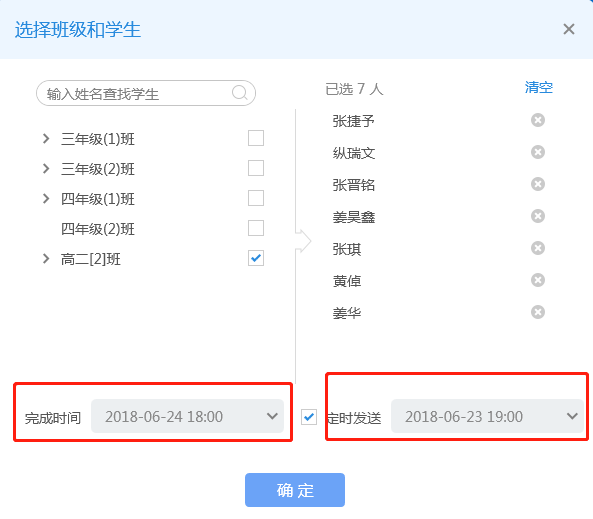 选择班级和学生
输入姓名查找学生
三年级(1)班
三年级(2)班
四年级(1)班
四年级(2)班
高二[2]班
已选 7 人
清空
张捷予
纵瑞文
张晋铭
姜昊鑫
张琪
黄倬
姜华
完成时间 2018-06-24 18:00
定时发送 2018-06-23 19:00
确 定